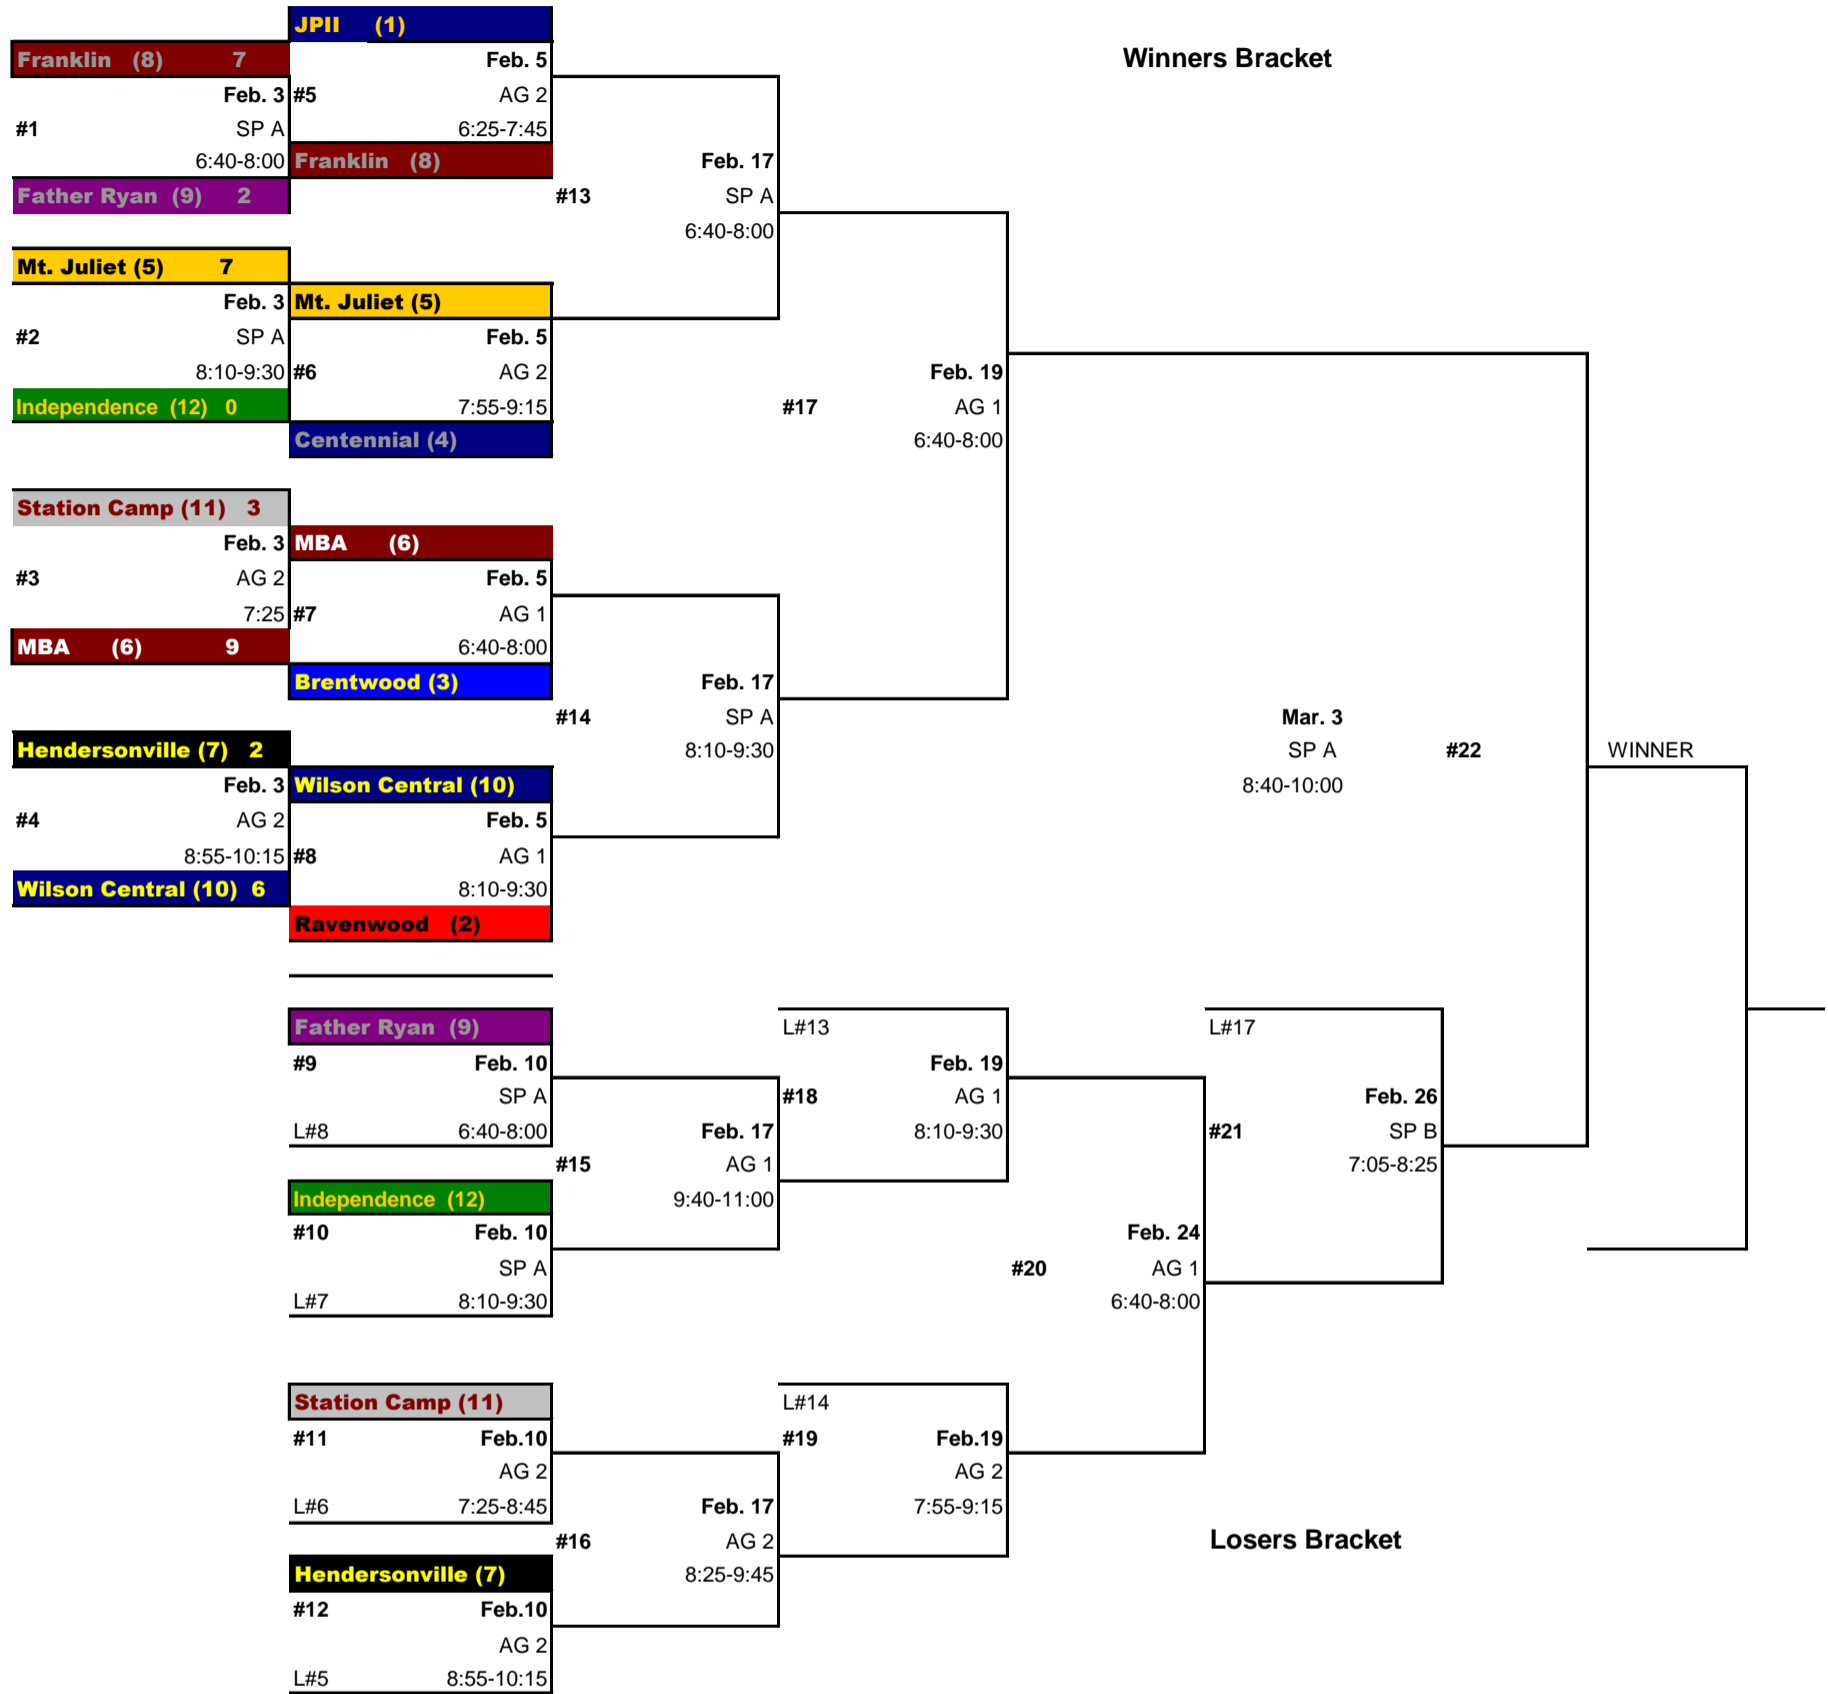 JPII (1)
Franklin (8) 7
Feb. 5
Winners Bracket
Feb. 3 #5 AG 2
#1 SP A 6:25-7:45
6:40-8:00 Franklin (8) Feb. 17
Father Ryan (9) 2 #13 SP A
6:40-8:00
Mt. Juliet (5) 7
Feb. 3 Mt. Juliet (5)
#2 SP A Feb. 5
8:10-9:30 #6 AG 2 Feb. 19
Independence (12) 0 7:55-9:15 #17 AG 1
Centennial (4) 6:40-8:00
Station Camp (11) 3
Feb. 3 MBA (6)
#3 AG 2 Feb. 5
7:25 #7 AG 1
MBA (6) 9 6:40-8:00
Brentwood (3) Feb. 17
#14 SP A Mar. 3
Hendersonville (7) 2 8:10-9:30 SP A #22 WINNER
Feb. 3 Wilson Central (10) 8:40-10:00
#4 AG 2 Feb. 5
8:55-10:15 #8 AG 1
Wilson Central (10) 6 8:10-9:30
Ravenwood (2)
Father Ryan (9) L#13 L#17
#9 Feb. 10 Feb. 19
SP A #18 AG 1 Feb. 26
L#8 6:40-8:00 Feb. 17 8:10-9:30 #21 SP B
#15 AG 1 7:05-8:25
Independence (12) 9:40-11:00
#10 Feb. 10 Feb. 24
SP A #20 AG 1
L#7 8:10-9:30 6:40-8:00
Station Camp (11) L#14
#11 Feb.10 #19 Feb.19
AG 2 AG 2
L#6 7:25-8:45 Feb. 17 7:55-9:15
#16 AG 2 Losers Bracket
Hendersonville (7) 8:25-9:45
#12 Feb.10
AG 2
L#5 8:55-10:15